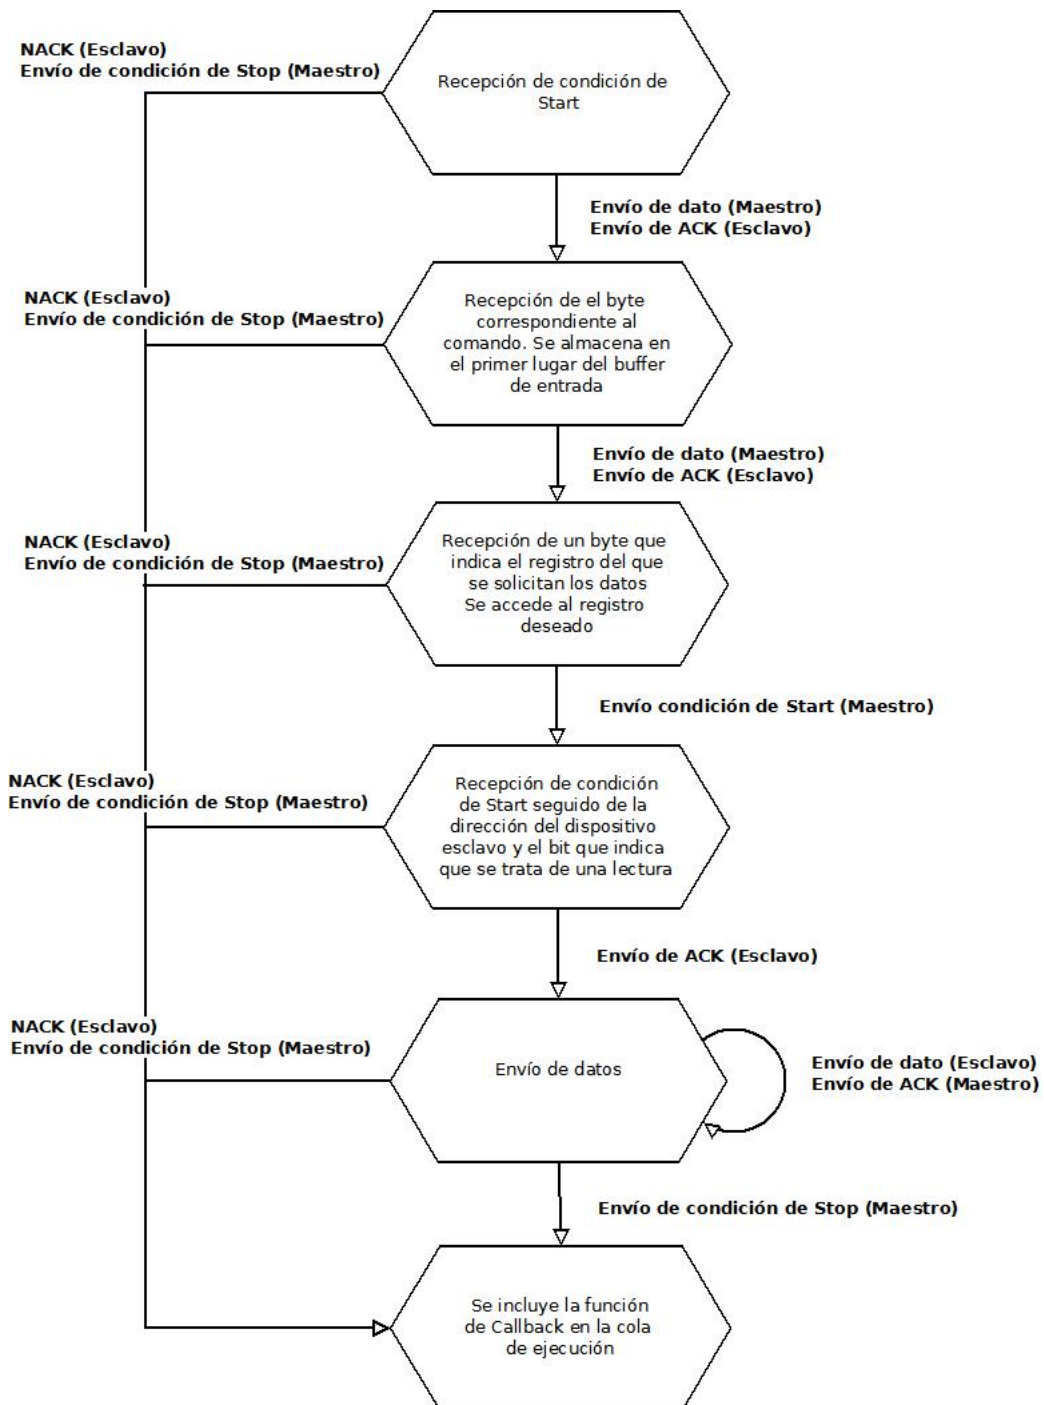 NACK (Esclavo)
Envío de condición de Stop (Maestro)
Recepción de condición de
Start
Envío de dato (Maestro)
Envío de ACK (Esclavo)
NACK (Esclavo)
Envío de condición de Stop (Maestro)
Recepción de el byte
correspondiente al
comando. Se almacena en
el primer lugar del buffer
de entrada
Envío de dato (Maestro)
Envío de ACK (Esclavo)
NACK (Esclavo)
Envío de condición de Stop (Maestro)
Recepción de un byte que
indica el registro del que
se solicitan los datos
Se accede al registro
deseado
Envío condición de Start (Maestro)
NACK (Esclavo)
Envío de condición de Stop (Maestro)
Recepción de condición
de Start seguido de la
dirección del dispositivo
esclavo y el bit que indica
que se trata de una lectura
Envío de ACK (Esclavo)
NACK (Esclavo)
Envío de condición de Stop (Maestro)
Envío de datos
Envío de dato (Esclavo)
Envío de ACK (Maestro)
Envío de condición de Stop (Maestro)
Se incluye la función
de Callback en la cola
de ejecución